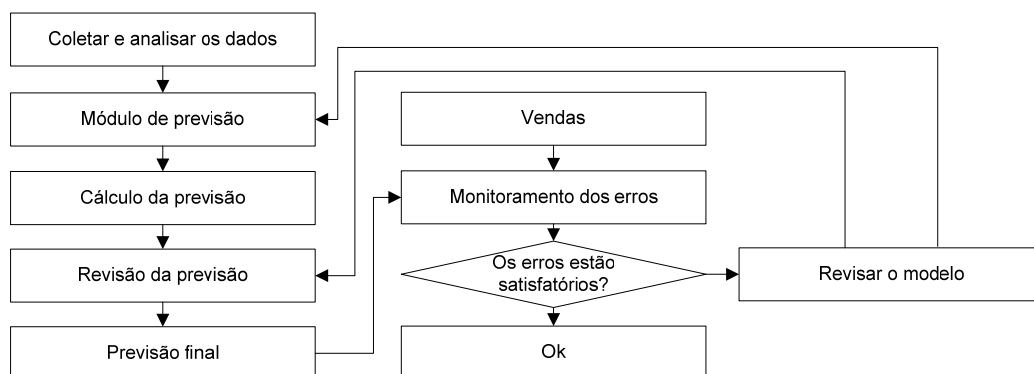 Coletar e analisar os dados
Módulo de previsão
Cálculo da previsão
Revisão da previsão
Previsão final
Vendas
Monitoramento dos erros
Os erros estão
satisfatórios?
Ok
Revisar o modelo